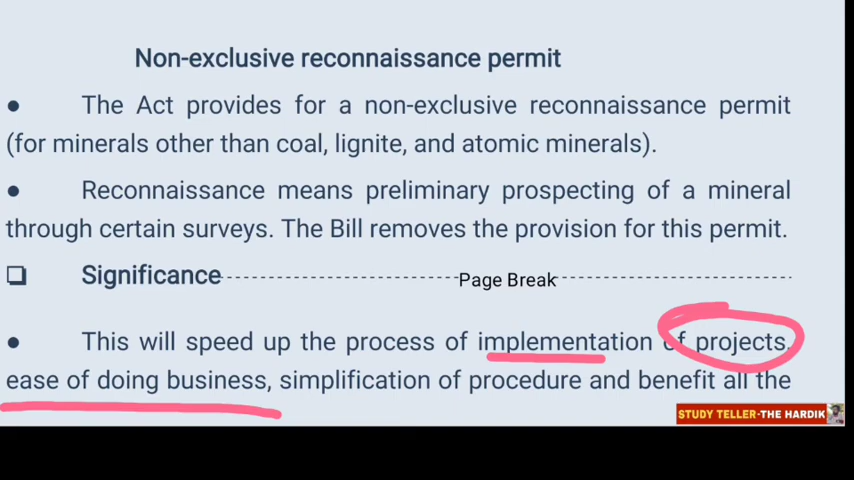 Non-exclusive reconnaissance permit
● The Act provides for a non-exclusive reconnaissance permit
(for minerals other than coal, lignite, and atomic minerals).
● Reconnaissance means preliminary prospecting of a mineral
through certain surveys. The Bill removes the provision for this permit.
❑ Significance
Page Break
● This will speed up the process of implementation of projects,
ease of doing business, simplification of procedure and benefit all the
STUDY TELLER-THE HARDIK